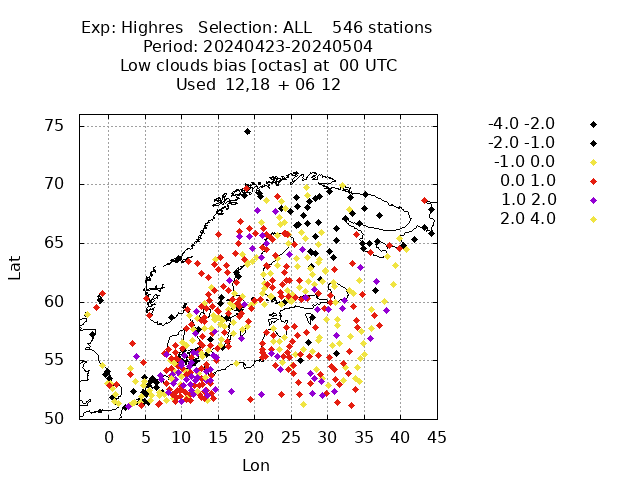 Exp: Highres Selection: ALL 546 stations
Period: 20240423-20240504
Low clouds bias [octas] at 00 UTC
Used 12,18 + 06 12
-4.0 -2.0
-2.0 -1.0
-1.0 0.0
0.0 1.0
1.0 2.0
2.0 4.0
75
70
65
60
55
50
Lat
0 5 10 15 20 25 30 35 40 45
Lon